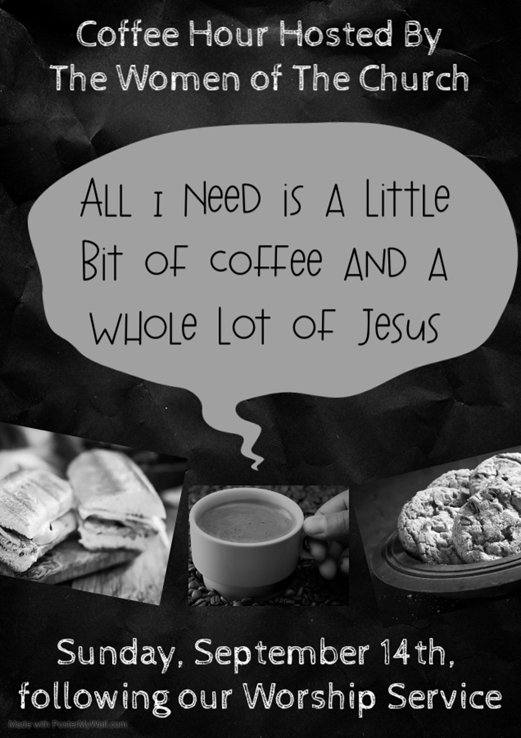 Coffee Hour Hosted By
The Women of The Church
ALL I NEED iS A LittLE
Bit OF COFFEE AND A
WHOLE Lot OF JESUS
Sunday, September 14th,
following our Worship Service
Made with PosterMyWall.com